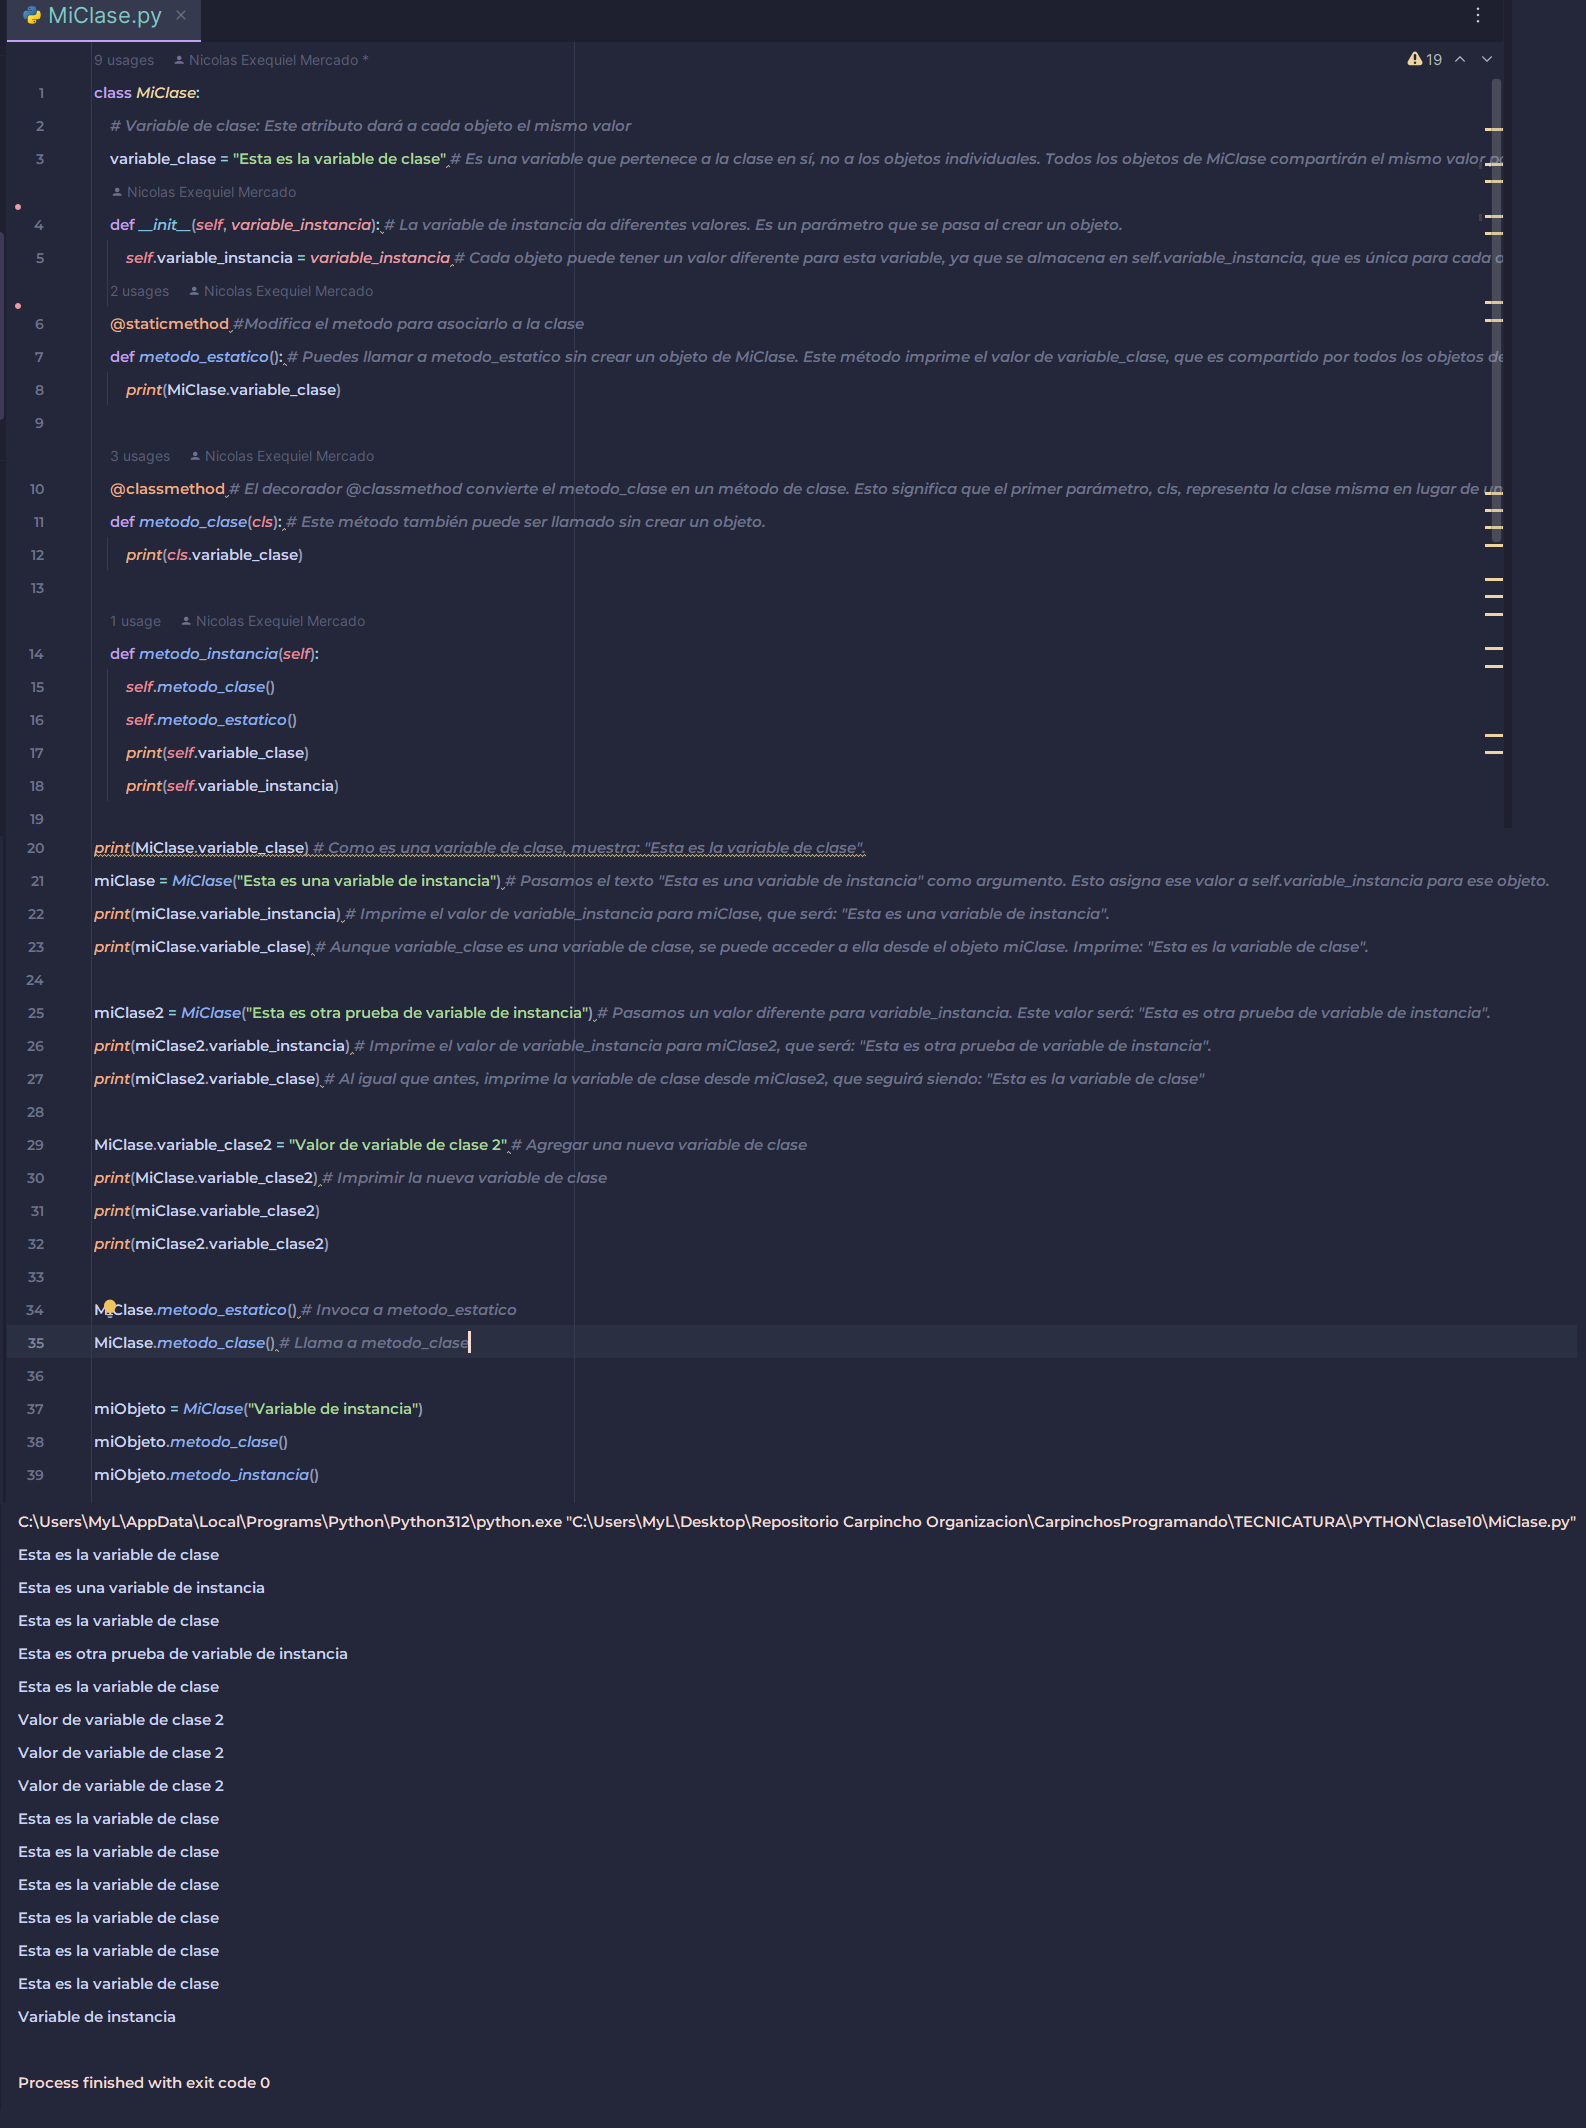 MiClase.py
9 usages Nicolas Exequiel Mercado *
19
1 class MiClase:
2 # Variable de clase: Este atributo dará a cada objeto el mismo valor
3 variable_clase = "Esta es la variable de clase" # Es una variable que pertenece a la clase en sí, no a los objetos individuales. Todos los objetos de MiClase compartirán el mismo valor
Nicolas Exequiel Mercado
4 def __init__(self, variable_instancia): # La variable de instancia da diferentes valores. Es un parámetro que se pasa al crear un objeto.
5 self.variable_instancia = variable_instancia # Cada objeto puede tener un valor diferente para esta variable, ya que se almacena en self.variable_instancia, que es única para cada
2 usages Nicolas Exequiel Mercado
6 @staticmethod #Modifica el metodo para asociarlo a la clase
7 def metodo_estatico(): # Puedes llamar a metodo_estatico sin crear un objeto de MiClase. Este método imprime el valor de variable_clase, que es compartido por todos los objetos de
8 print(MiClase.variable_clase)
9
3 usages Nicolas Exequiel Mercado
10 @classmethod # El decorador @classmethod convierte el metodo_clase en un método de clase. Esto significa que el primer parámetro, cls, representa la clase misma en lugar de un
11 def metodo_clase(cls): # Este método también puede ser llamado sin crear un objeto.
12 print(cls.variable_clase)
13
1 usage Nicolas Exequiel Mercado
14 def metodo_instancia(self):
15 self.metodo_clase()
16 self.metodo_estatico()
17 print(self.variable_clase)
18 print(self.variable_instancia)
19
20 print(MiClase.variable_clase) # Como es una variable de clase, muestra: "Esta es la variable de clase".
21 miClase = MiClase("Esta es una variable de instancia") # Pasamos el texto "Esta es una variable de instancia" como argumento. Esto asigna ese valor a self.variable_instancia para ese objeto.
22 print(miClase.variable_instancia) # Imprime el valor de variable_instancia para miClase, que será: "Esta es una variable de instancia".
23 print(miClase.variable_clase) # Aunque variable_clase es una variable de clase, se puede acceder a ella desde el objeto miClase. Imprime: "Esta es la variable de clase".
24
25 miClase2 = MiClase("Esta es otra prueba de variable de instancia") # Pasamos un valor diferente para variable_instancia. Este valor será: "Esta es otra prueba de variable de instancia".
26 print(miClase2.variable_instancia) # Imprime el valor de variable_instancia para miClase2, que será: "Esta es otra prueba de variable de instancia".
27 print(miClase2.variable_clase) # Al igual que antes, imprime la variable de clase desde miClase2, que seguirá siendo: "Esta es la variable de clase"
28
29 MiClase.variable_clase2 = "Valor de variable de clase 2" # Agregar una nueva variable de clase
30 print(MiClase.variable_clase2) # Imprimir la nueva variable de clase
31 print(miClase.variable_clase2)
32 print(miClase2.variable_clase2)
33
34 MiClase.metodo_estatico() # Invoca a metodo_estatico
35 MiClase.metodo_clase() # Llama a metodo_clase
36
37 miObjeto = MiClase("Variable de instancia")
38 miObjeto.metodo_clase()
39 miObjeto.metodo_instancia()
C:\Users\MyL\AppData\Local\Programs\Python\Python312\python.exe "C:\Users\MyL\Desktop\Repositorio Carpincho Organizacion\CarpinchosProgramando\TECNICATURA\PYTHON\Clase10\MiClase.py"
Esta es la variable de clase
Esta es una variable de instancia
Esta es la variable de clase
Esta es otra prueba de variable de instancia
Esta es la variable de clase
Valor de variable de clase 2
Valor de variable de clase 2
Valor de variable de clase 2
Esta es la variable de clase
Esta es la variable de clase
Esta es la variable de clase
Esta es la variable de clase
Esta es la variable de clase
Esta es la variable de clase
Variable de instancia
Process finished with exit code 0